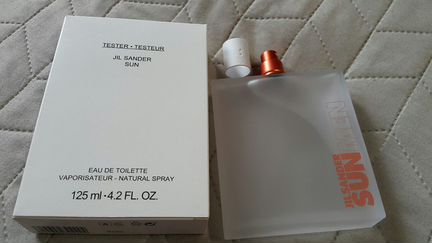 TESTER • TESTEUR
JIL SANDER
SUN
EAU DE TOILETTE
VAPORISATEUR - NATURAL SPRAY
125 ml • 4.2 FL. OZ.
JIL SANDER
SUN
MEN